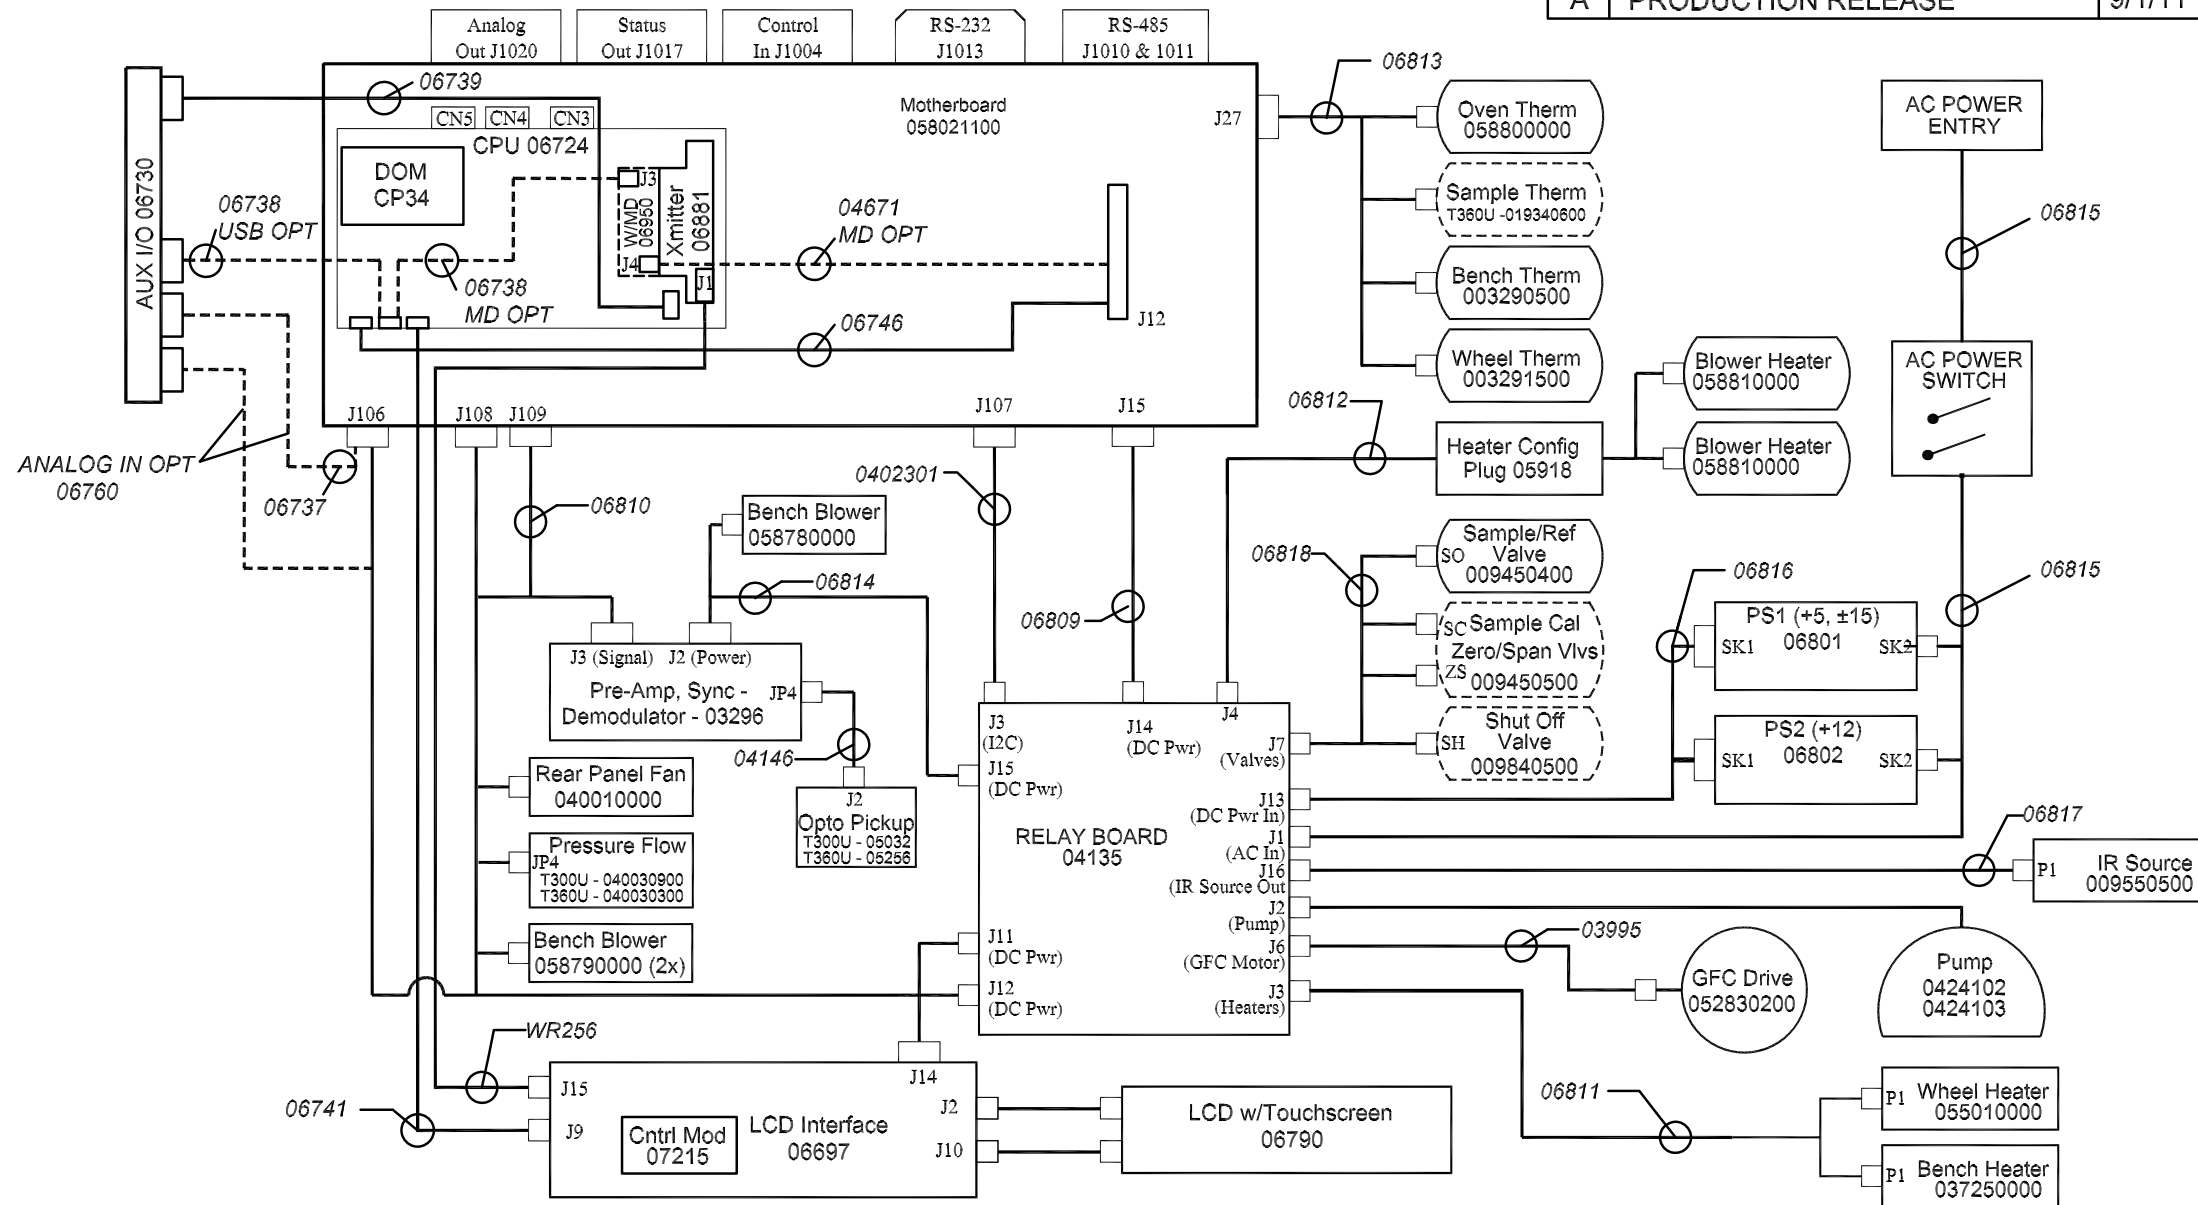 A PRODUCTION RELEASE 9/1/11
Analog
Out J1020
Status
Out J1017
Control
In J1004
RS-232
J1013
RS-485
J1010 & 1011
06739
CN5
CN4
CN3
CPU 06724
DOM
CP34
Motherboard
058021100
J27
06813
Oven Therm
058800000
Sample Therm
T360U -019340600
Bench Therm
003290500
Wheel Therm
003291500
AC POWER
ENTRY
06815
AC POWER
SWITCH
AUX I/O 06730
06738
USB OPT
06738
MD OPT
J3
W/MD
06950
Xmitter
06881
J4
J1
04671
MD OPT
06746
J12
J106
J108
J109
J107
J15
ANALOG IN OPT
06760
06737
06810
0402301
06809
06812
Heater Config
Plug 05918
Blower Heater
058810000
Blower Heater
058810000
Bench Blower
058780000
06814
06818
SO
Sample/Ref
Valve
009450400
SC
Sample Cal
Zero/Span Vlvs
ZS
009450500
SH
Shut Off
Valve
009840500
06816
06815
PS1 (+5, ±15)
06801
SK1
SK2
PS2 (+12)
06802
SK1
SK2
J3 (Signal)
J2 (Power)
Pre-Amp, Sync -
Demodulator - 03296
JP4
04146
J2
Opto Pickup
T300U - 05032
T360U - 05256
Rear Panel Fan
040010000
Pressure Flow
JP4
T300U - 040030900
T360U - 040030300
Bench Blower
058790000 (2x)
J3
(I2C)
J14
(DC Pwr)
J4
J7
(Valves)
J15
(DC Pwr)
J13
(DC Pwr In)
RELAY BOARD
04135
J1
(AC In)
J16
(IR Source Out
J2
(Pump)
J11
(DC Pwr)
J6
(GFC Motor)
J12
(DC Pwr)
J3
(Heaters)
06817
P1
IR Source
009550500
03995
GFC Drive
052830200
Pump
0424102
0424103
WR256
06741
J15
J9
J14
J2
J10
Cntrl Mod
07215
LCD Interface
06697
LCD w/Touchscreen
06790
06811
P1
Wheel Heater
055010000
P1
Bench Heater
037250000